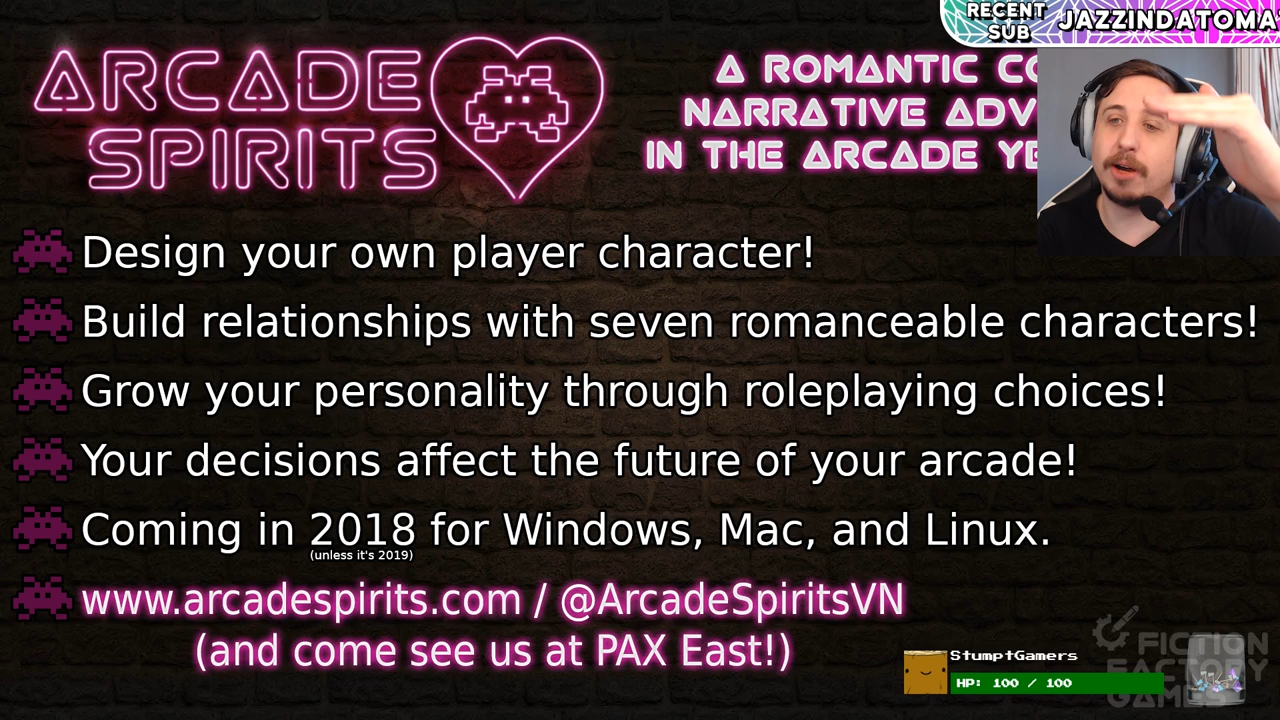 RECENT SUB
JAZZINDATOMA
ARCADE
SPIRITS
A ROMANTIC
NARRATIVE
IN THE ARCADE
Design your own player character!
Build relationships with seven romanceable characters!
Grow your personality through roleplaying choices!
Your decisions affect the future of your arcade!
Coming in 2018 for Windows, Mac, and Linux.
(unless it's 2019)
www.arcadespirits.com / @ArcadeSpiritsVN
(and come see us at PAX East!)
StumptGamers
HP: 100 / 100
FICTION
FACTORY
GAMES